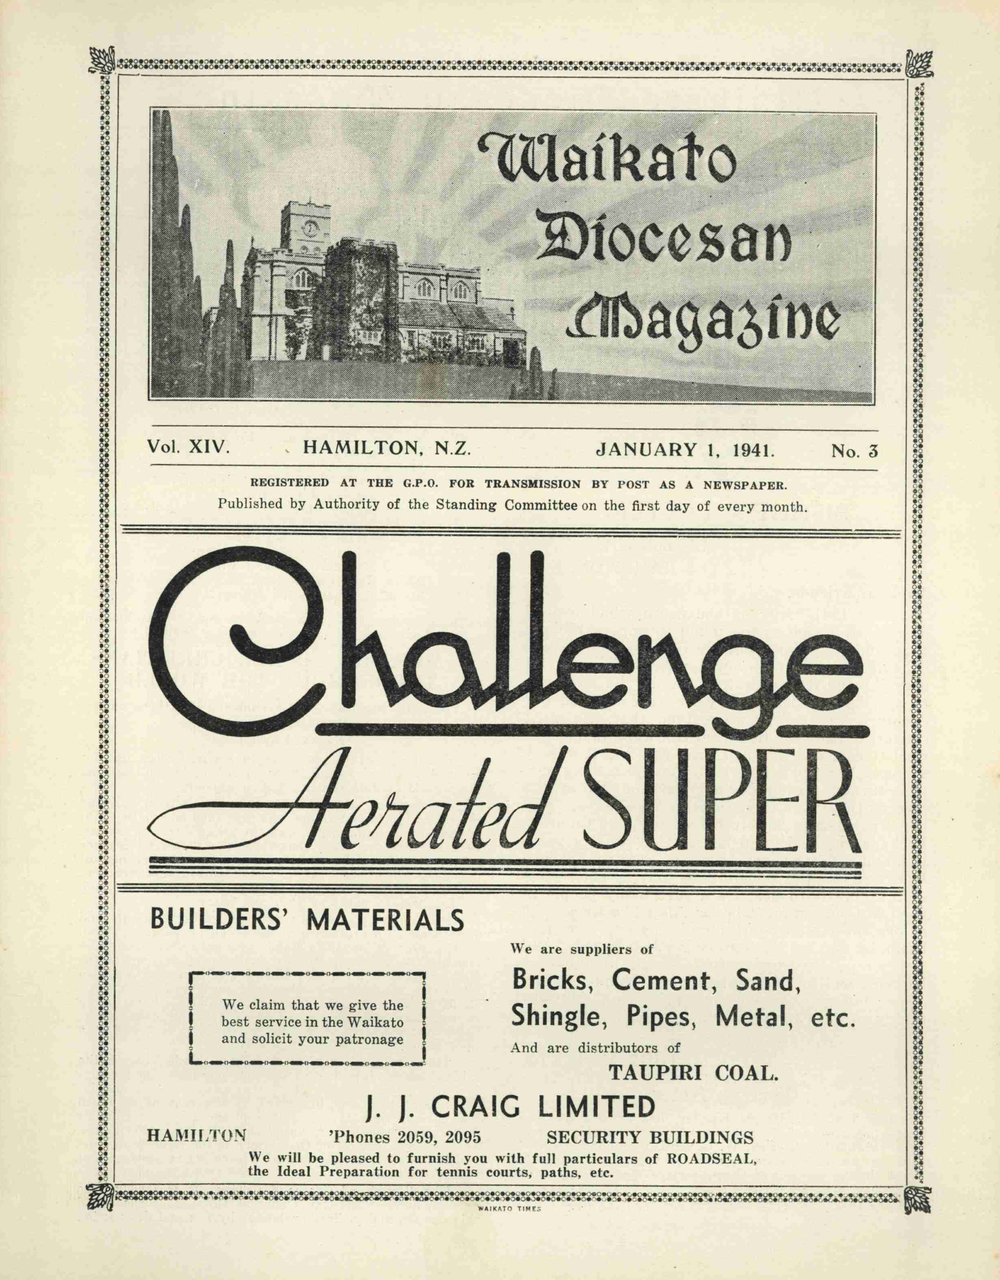 Waikato
Diocesan
Magazine
Vol. XIV. HAMILTON, N.Z. JANUARY 1, 1941. No. 3
REGISTERED AT THE G.P.O. FOR TRANSMISSION BY POST AS A NEWSPAPER.
Published by Authority of the Standing Committee on the first day of every month.
Challenge
Aerated SUPER
BUILDERS' MATERIALS
We claim that we give the
best service in the Waikato
and solicit your patronage
We are suppliers of
Bricks, Cement, Sand,
Shingle, Pipes, Metal, etc.
And are distributors of
TAUPIRI COAL.
J. J. CRAIG LIMITED
HAMILTON 'Phones 2059, 2095 SECURITY BUILDINGS
We will be pleased to furnish you with full particulars of ROADSEAL,
the Ideal Preparation for tennis courts, paths, etc.
WAIKATO TIMES